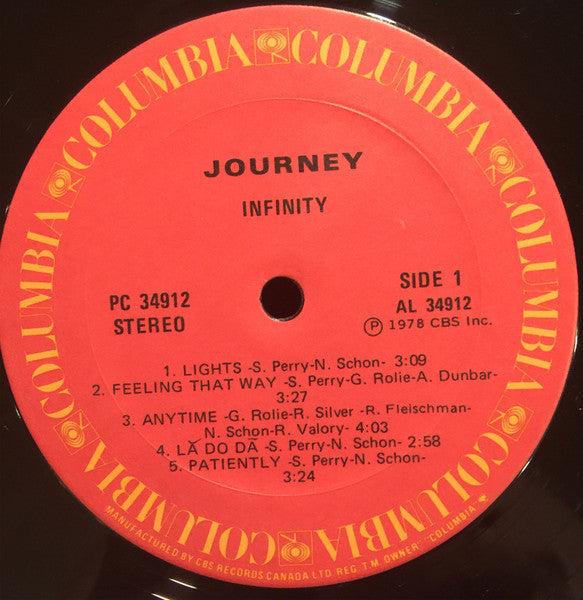 COLUMBIA COLUMBIA COLUMBIA COLUMBIA COLUMBIA COLUMBIA
JOURNEY
INFINITY
PC 34912
STEREO
SIDE 1
AL 34912
Ⓟ 1978 CBS Inc.
1. LIGHTS -S. Perry-N. Schon- 3:09
2. FEELING THAT WAY -S. Perry-G. Rolie-A. Dunbar-
3:27
3. ANYTIME -G. Rolie-R. Silver -R. Fleischman-
N. Schon-R. Valory- 4:03
4. LǍ DO DÃ -S. Perry-N. Schon- 2:58
5. PATIENTLY -S. Perry-N. Schon-
3:24
MANUFACTURED BY CBS RECORDS CANADA LTD. REG. T.M. OWNER "COLUMBIA"